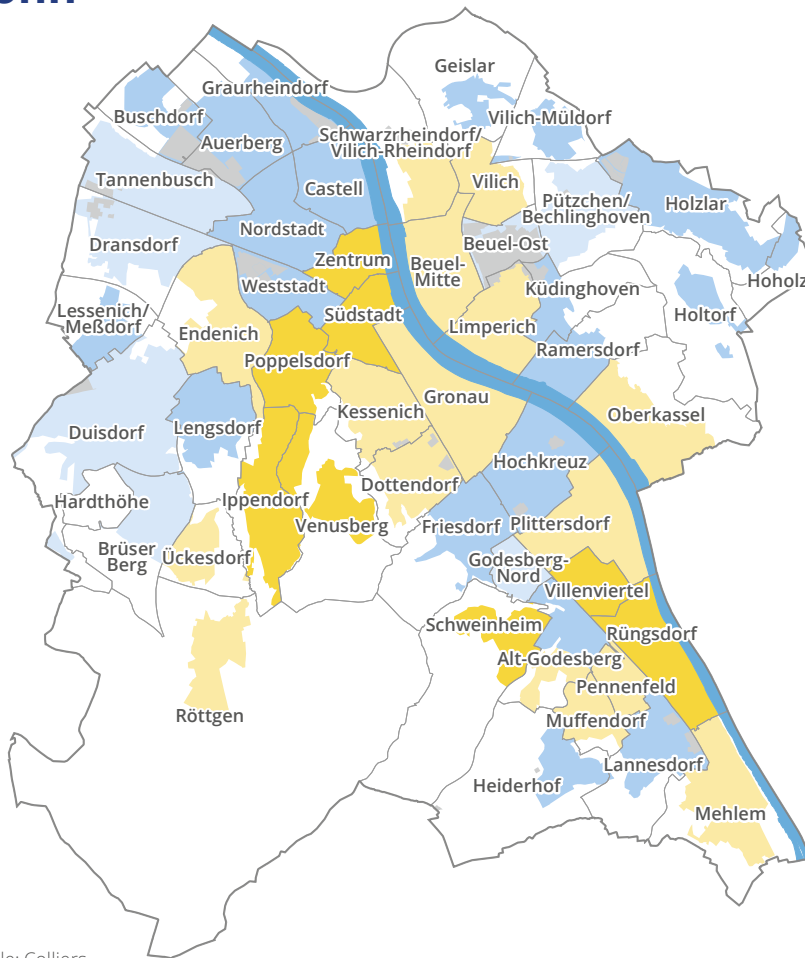 Geislar
Graurheindorf
Buschdorf
Vilich-Müldorf
Auerberg
Schwarzrheindorf/
Vilich-Rheindorf
Tannenbusch
Castell
Vilich
Pützchen/
Bechlinghoven
Holzlar
Nordstadt
Dransdorf
Beuel-Ost
Zentrum
Beuel-
Mitte
Weststadt
Küdinghoven
Hoholz
Lessenich/
Meßdorf
Südstadt
Holtorf
Endenich
Limperich
Ramersdorf
Poppelsdorf
Gronau
Kessenich
Oberkassel
Duisdorf
Lengsdorf
Hochkreuz
Dottendorf
Hardthöhe
Ippendorf
Venusberg
Friesdorf
Plittersdorf
Brüser
Berg
Ückesdorf
Godesberg-
Nord
Villenviertel
Schweinheim
Rüngsdorf
Alt-Godesberg
Pennenfeld
Röttgen
Muffendorf
Lannesdorf
Heiderhof
Mehlem
Colliers